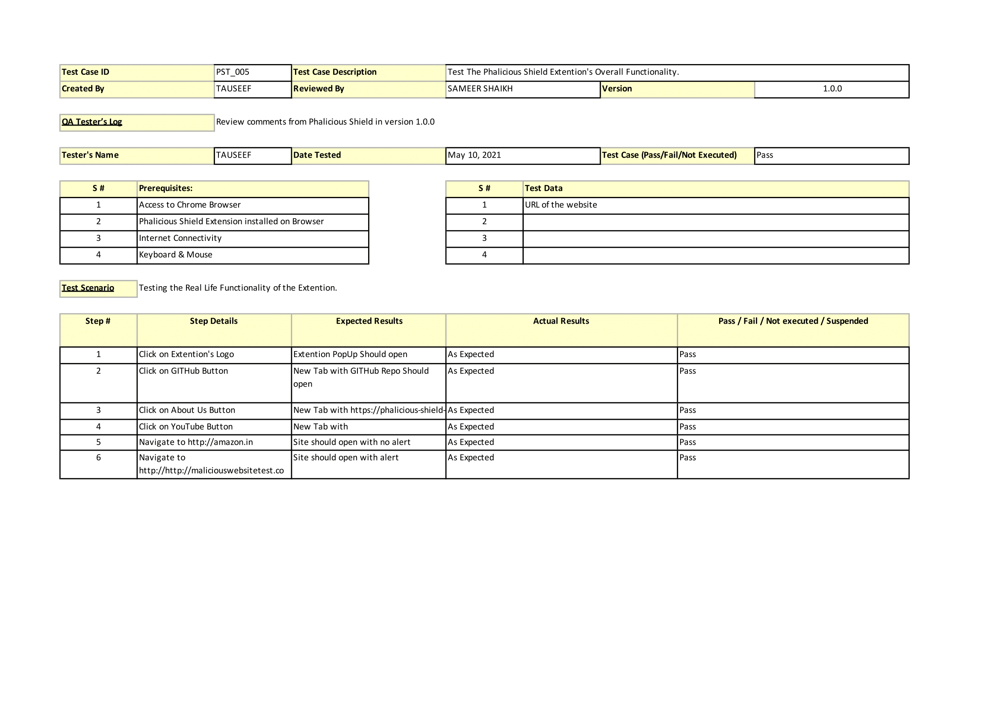 Test Case ID PST_005 Test Case Description Test The Phalicious Shield Extention's Overall Functionality.
Created By TAUSEEF Reviewed By SAMEER SHAIKH Version 1.0.0
QA Tester’s Log Review comments from Phalicious Shield in version 1.0.0
Tester's Name TAUSEEF Date Tested May 10, 2021 Test Case (Pass/Fail/Not Executed) Pass
S # Prerequisites: S # Test Data
1 Access to Chrome Browser 1 URL of the website
2 Phalicious Shield Extension installed on Browser 2
3 Internet Connectivity 3
4 Keyboard & Mouse 4
Test Scenario Testing the Real Life Functionality of the Extention.
Step # Step Details Expected Results Actual Results Pass / Fail / Not executed / Suspended
1 Click on Extention's Logo Extention PopUp Should open As Expected Pass
2 Click on GITHub Button New Tab with GITHub Repo Should As Expected Pass
open
3 Click on About Us Button New Tab with https://phalicious-shield- As Expected Pass
4 Click on YouTube Button New Tab with As Expected Pass
5 Navigate to http://amazon.in Site should open with no alert As Expected Pass
6 Navigate to Site should open with alert As Expected Pass
http://http://maliciouswebsitetest.co